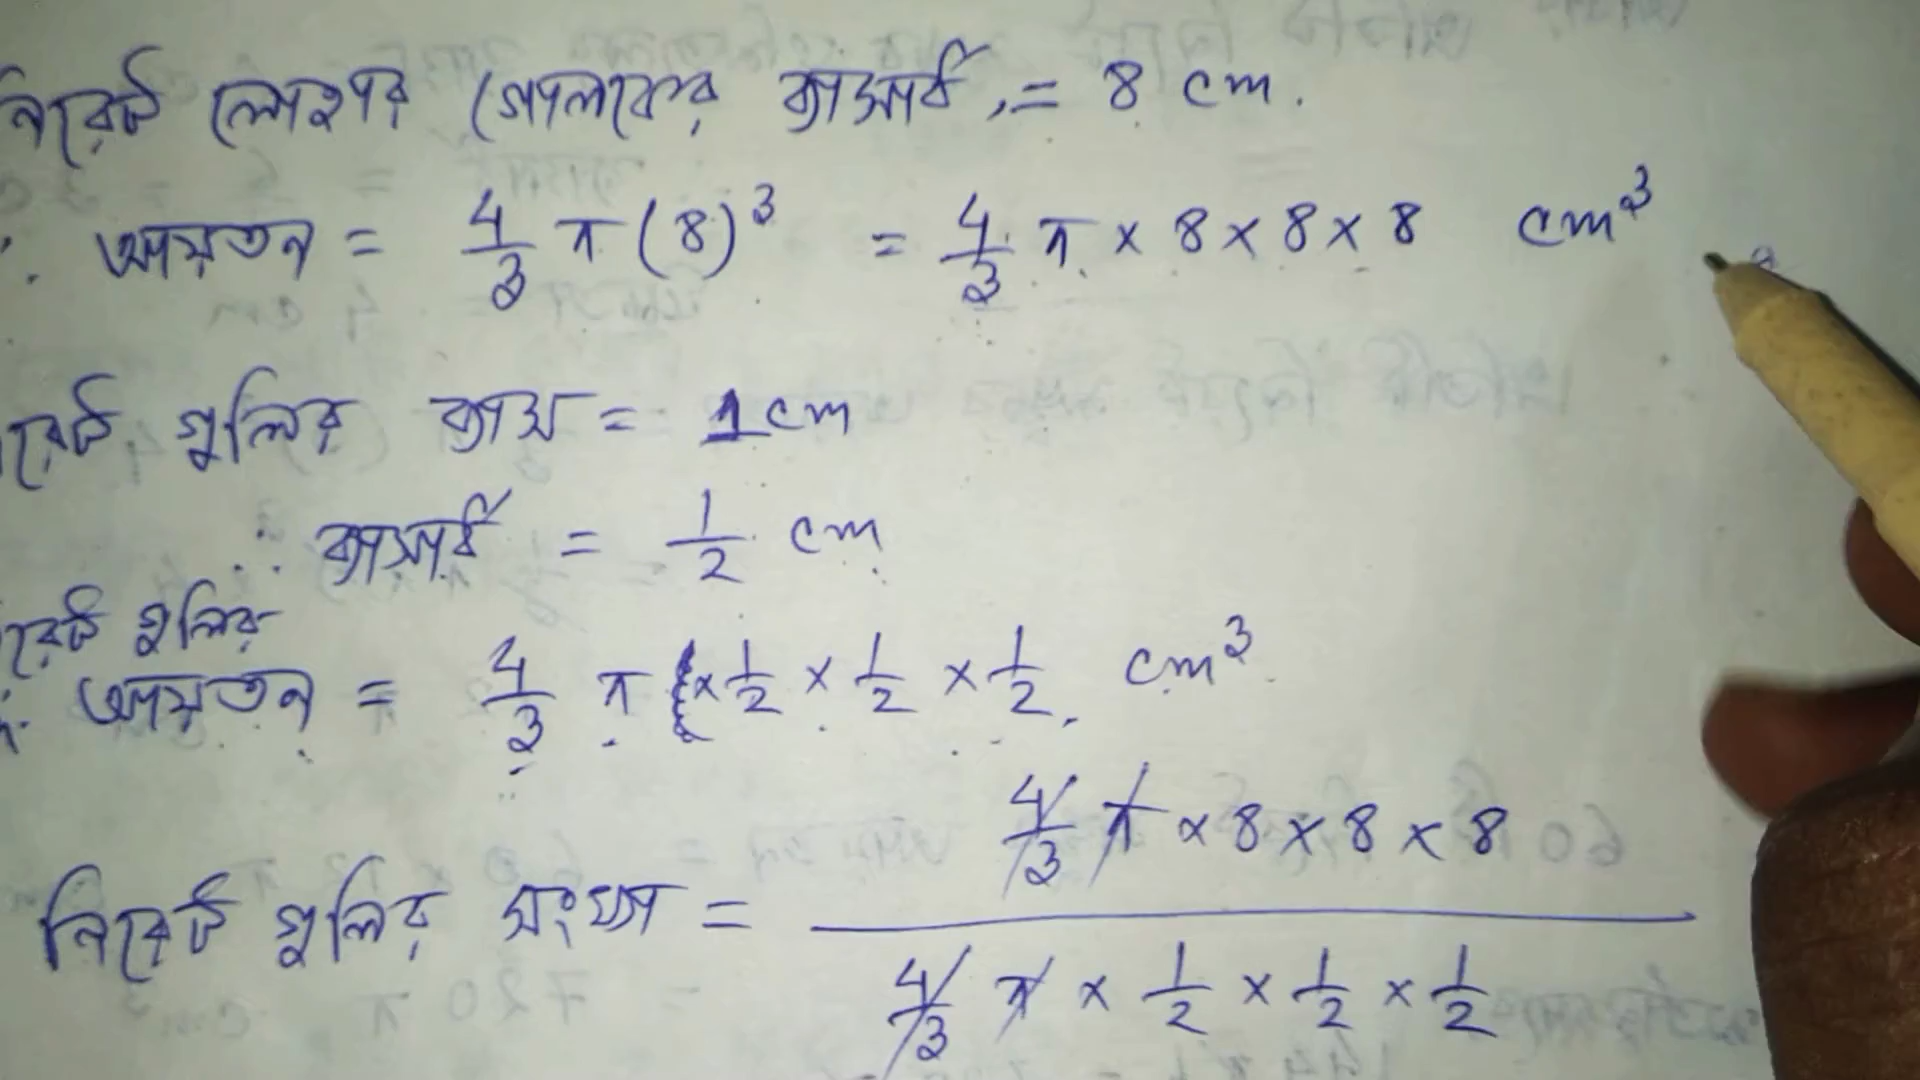 নিরেট লোহার গোলকের ব্যাসার্ধ, = 8 cm.
∴ আয়তন = 4/3 π (8)³ = 4/3 π × 8 × 8 × 8 cm³
রেট গুলির ব্যাস = 1 cm
∴ ব্যাসার্ধ = 1/2 cm
রেট গুলির
∴ আয়তন = 4/3 π × 1/2 × 1/2 × 1/2 cm³
নিরেট গুলির সংখ্যা = 4/3 π × 8 × 8 × 8
4/3 π × 1/2 × 1/2 × 1/2